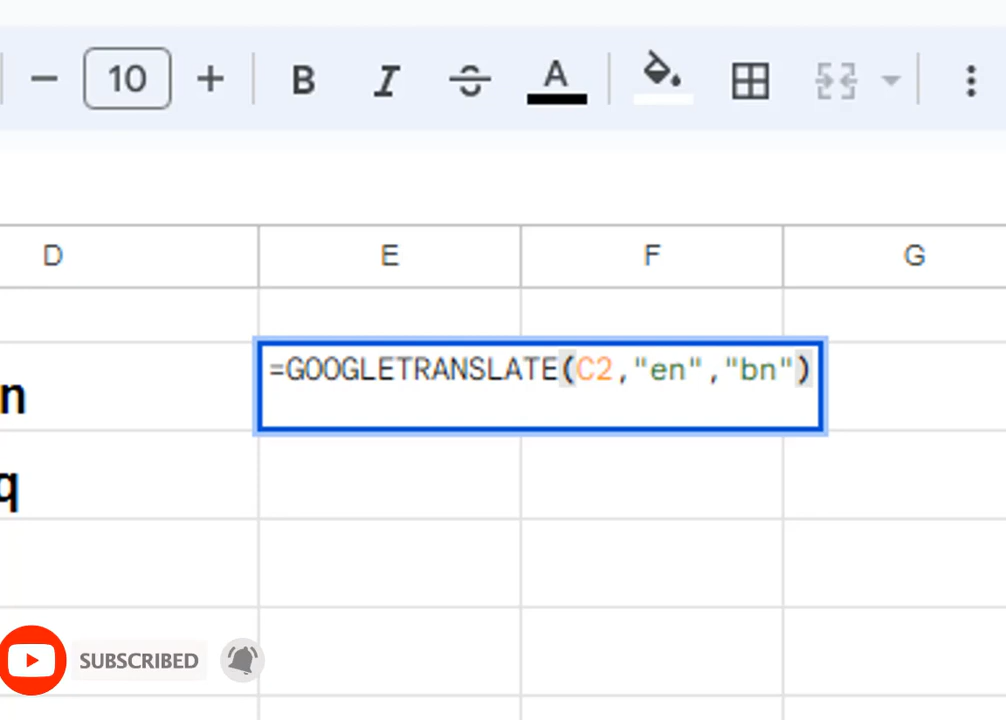 10 B I S A
D E F G
=GOOGLETRANSLATE(C2,"en","bn")
n
q
SUBSCRIBED